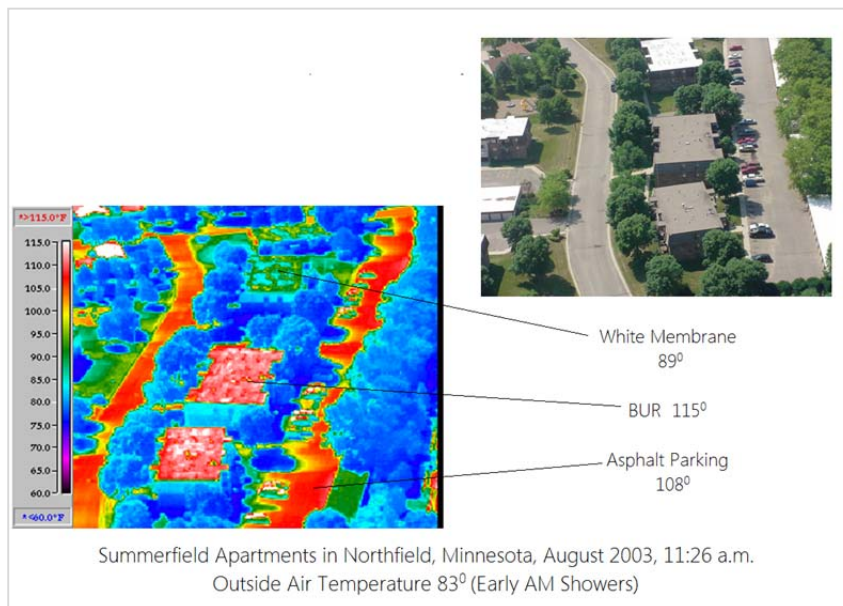 *>115.0°F
115.0
110.0
105.0
100.0
95.0
90.0
85.0
80.0
75.0
70.0
65.0
60.0
*<60.0°F
White Membrane
89⁰
BUR 115⁰
Asphalt Parking
108⁰
Summerfield Apartments in Northfield, Minnesota, August 2003, 11:26 a.m.
Outside Air Temperature 83⁰ (Early AM Showers)